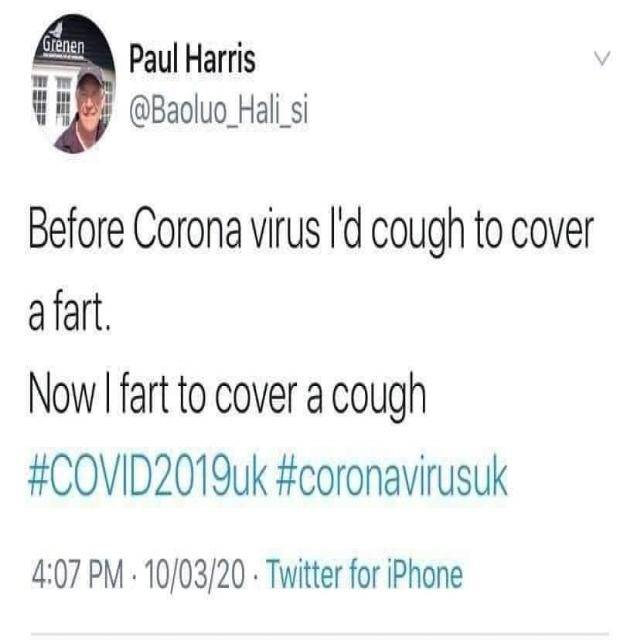 Grenen
Paul Harris
@Baoluo_Hali_si
Before Corona virus I'd cough to cover
a fart.
Now I fart to cover a cough
#COVID2019uk #coronavirusuk
4:07 PM · 10/03/20 · Twitter for iPhone